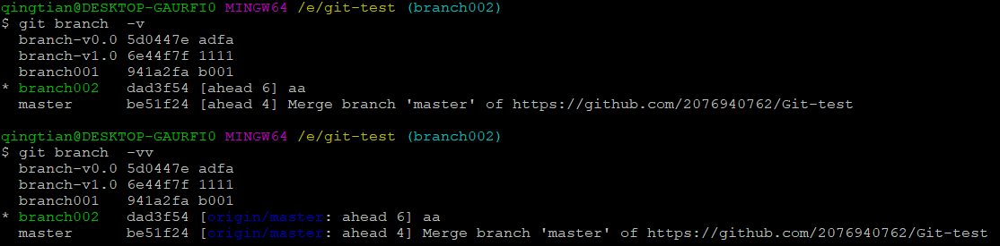 qingtian@DESKTOP-GAURFI0 MINGW64 /e/git-test (branch002)
$ git branch  -v
  branch-v0.0 5d0447e adfa
  branch-v1.0 6e44f7f 1111
  branch001   941a2fa b001
* branch002   dad3f54 [ahead 6] aa
  master      be51f24 [ahead 4] Merge branch 'master' of https://github.com/2076940762/Git-test
qingtian@DESKTOP-GAURFI0 MINGW64 /e/git-test (branch002)
$ git branch  -vv
  branch-v0.0 5d0447e adfa
  branch-v1.0 6e44f7f 1111
  branch001   941a2fa b001
* branch002   dad3f54 [origin/master: ahead 6] aa
  master      be51f24 [origin/master: ahead 4] Merge branch 'master' of https://github.com/2076940762/Git-test